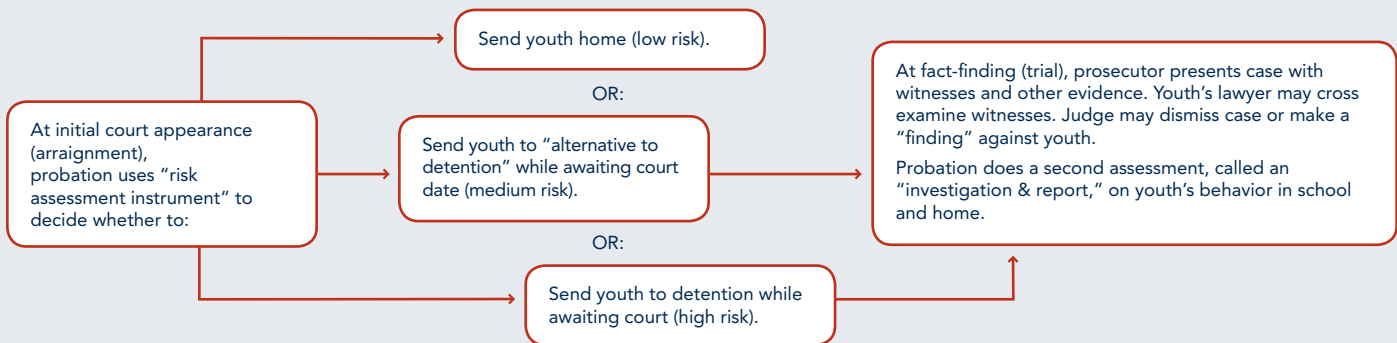 At initial court appearance
(arraignment),
probation uses “risk
assessment instrument” to
decide whether to:
Send youth home (low risk).
OR:
Send youth to “alternative to
detention” while awaiting court
date (medium risk).
OR:
Send youth to detention while
awaiting court (high risk).
At fact-finding (trial), prosecutor presents case with
witnesses and other evidence. Youth’s lawyer may cross
examine witnesses. Judge may dismiss case or make a
“finding” against youth.
Probation does a second assessment, called an
“investigation & report,” on youth’s behavior in school
and home.